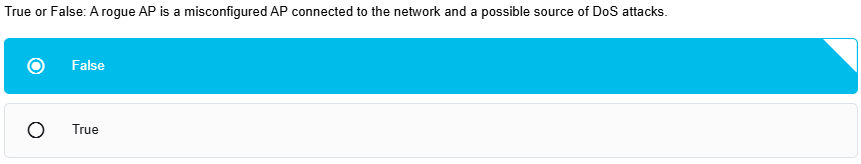 True or False: A rogue AP is a misconfigured AP connected to the network and a possible source of DoS attacks.
False
True